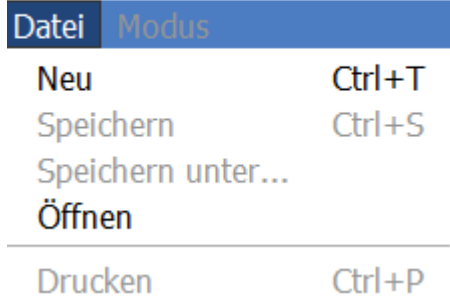 Datei Modus
Neu Ctrl+T
Speichern Ctrl+S
Speichern unter...
Öffnen
Drucken Ctrl+P